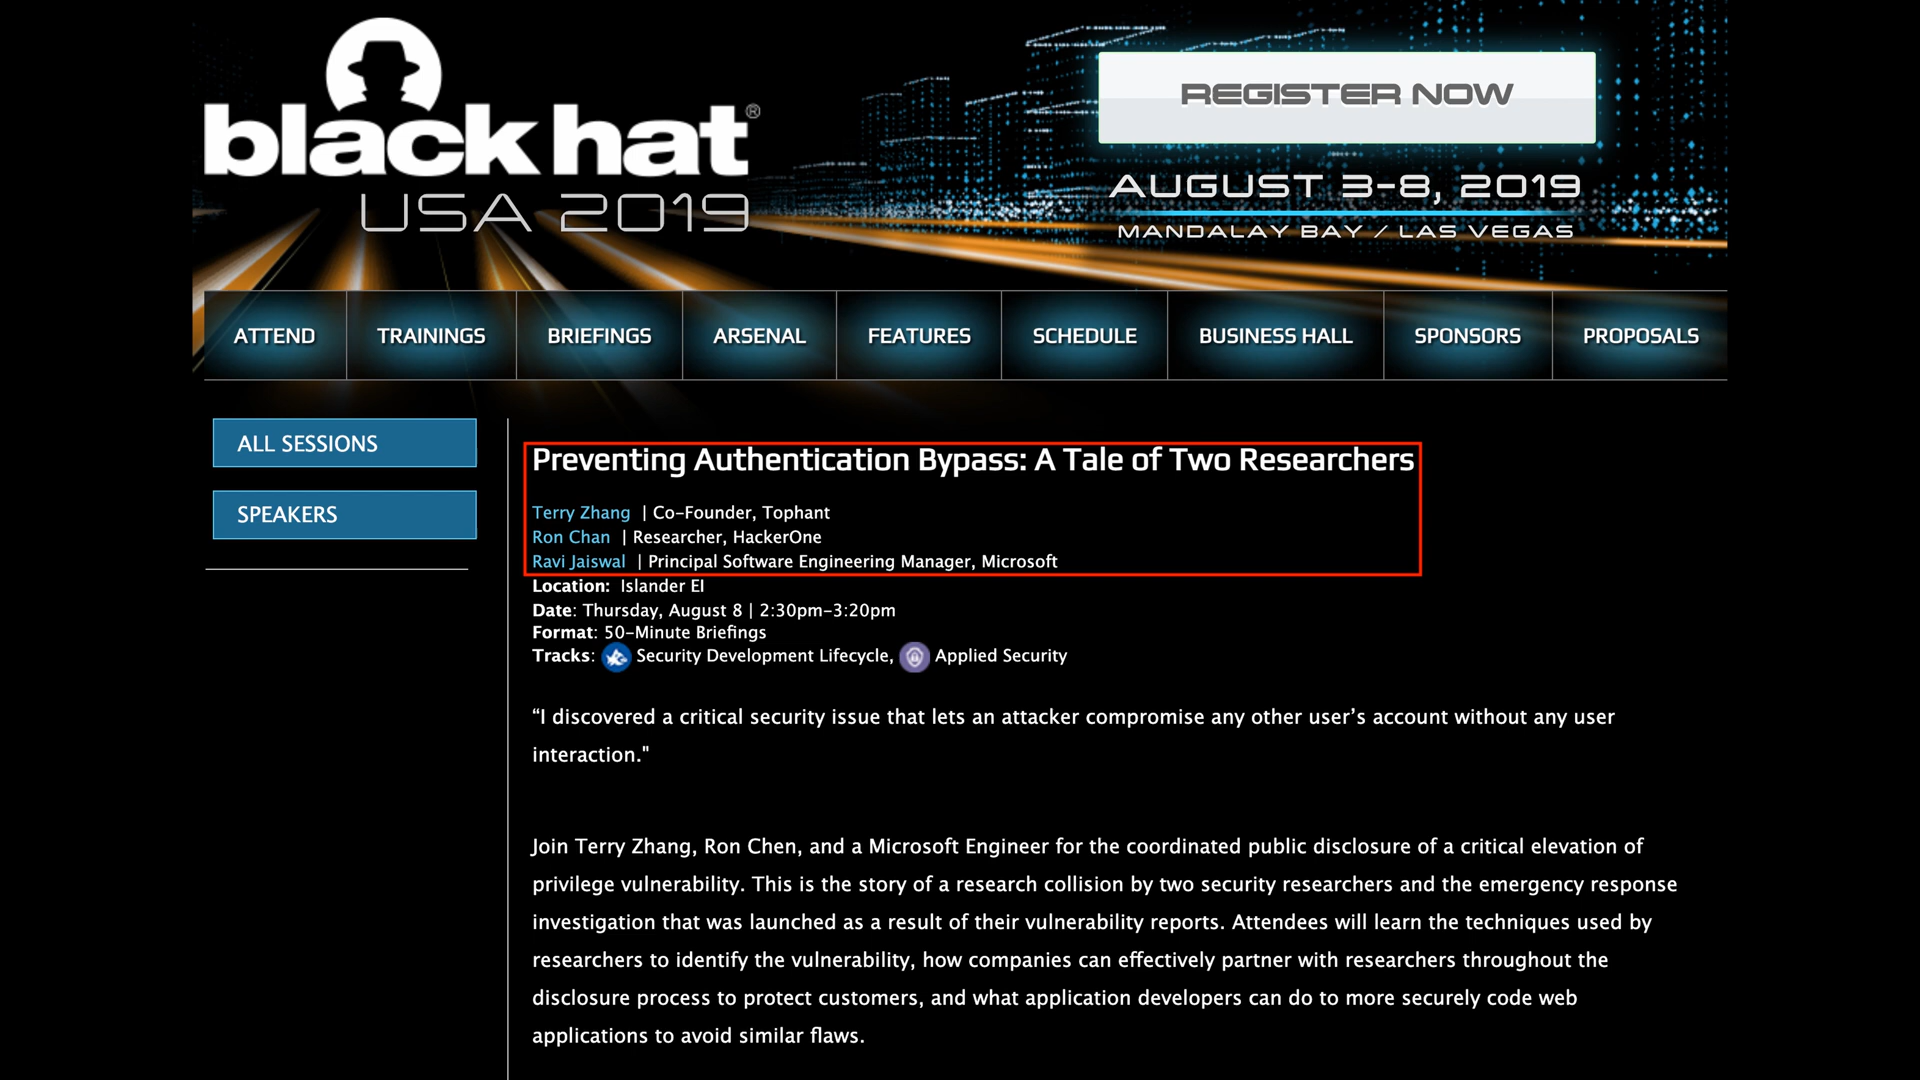 blackhat®
USA 2019
REGISTER NOW
AUGUST 3-8, 2019
MANDALAY BAY / LAS VEGAS
ATTEND TRAININGS BRIEFINGS ARSENAL FEATURES SCHEDULE BUSINESS HALL SPONSORS PROPOSALS
ALL SESSIONS
SPEAKERS
Preventing Authentication Bypass: A Tale of Two Researchers
Terry Zhang | Co-Founder, Tophant
Ron Chan | Researcher, HackerOne
Ravi Jaiswal | Principal Software Engineering Manager, Microsoft
Location: Islander EI
Date: Thursday, August 8 | 2:30pm-3:20pm
Format: 50-Minute Briefings
Tracks: Security Development Lifecycle, Applied Security
“I discovered a critical security issue that lets an attacker compromise any other user’s account without any user
interaction."
Join Terry Zhang, Ron Chen, and a Microsoft Engineer for the coordinated public disclosure of a critical elevation of
privilege vulnerability. This is the story of a research collision by two security researchers and the emergency response
investigation that was launched as a result of their vulnerability reports. Attendees will learn the techniques used by
researchers to identify the vulnerability, how companies can effectively partner with researchers throughout the
disclosure process to protect customers, and what application developers can do to more securely code web
applications to avoid similar flaws.